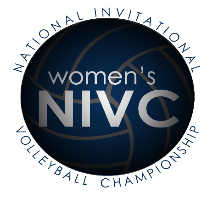 NATIONAL INVITATIONAL
women's
NIVC
VOLLEYBALL CHAMPIONSHIP